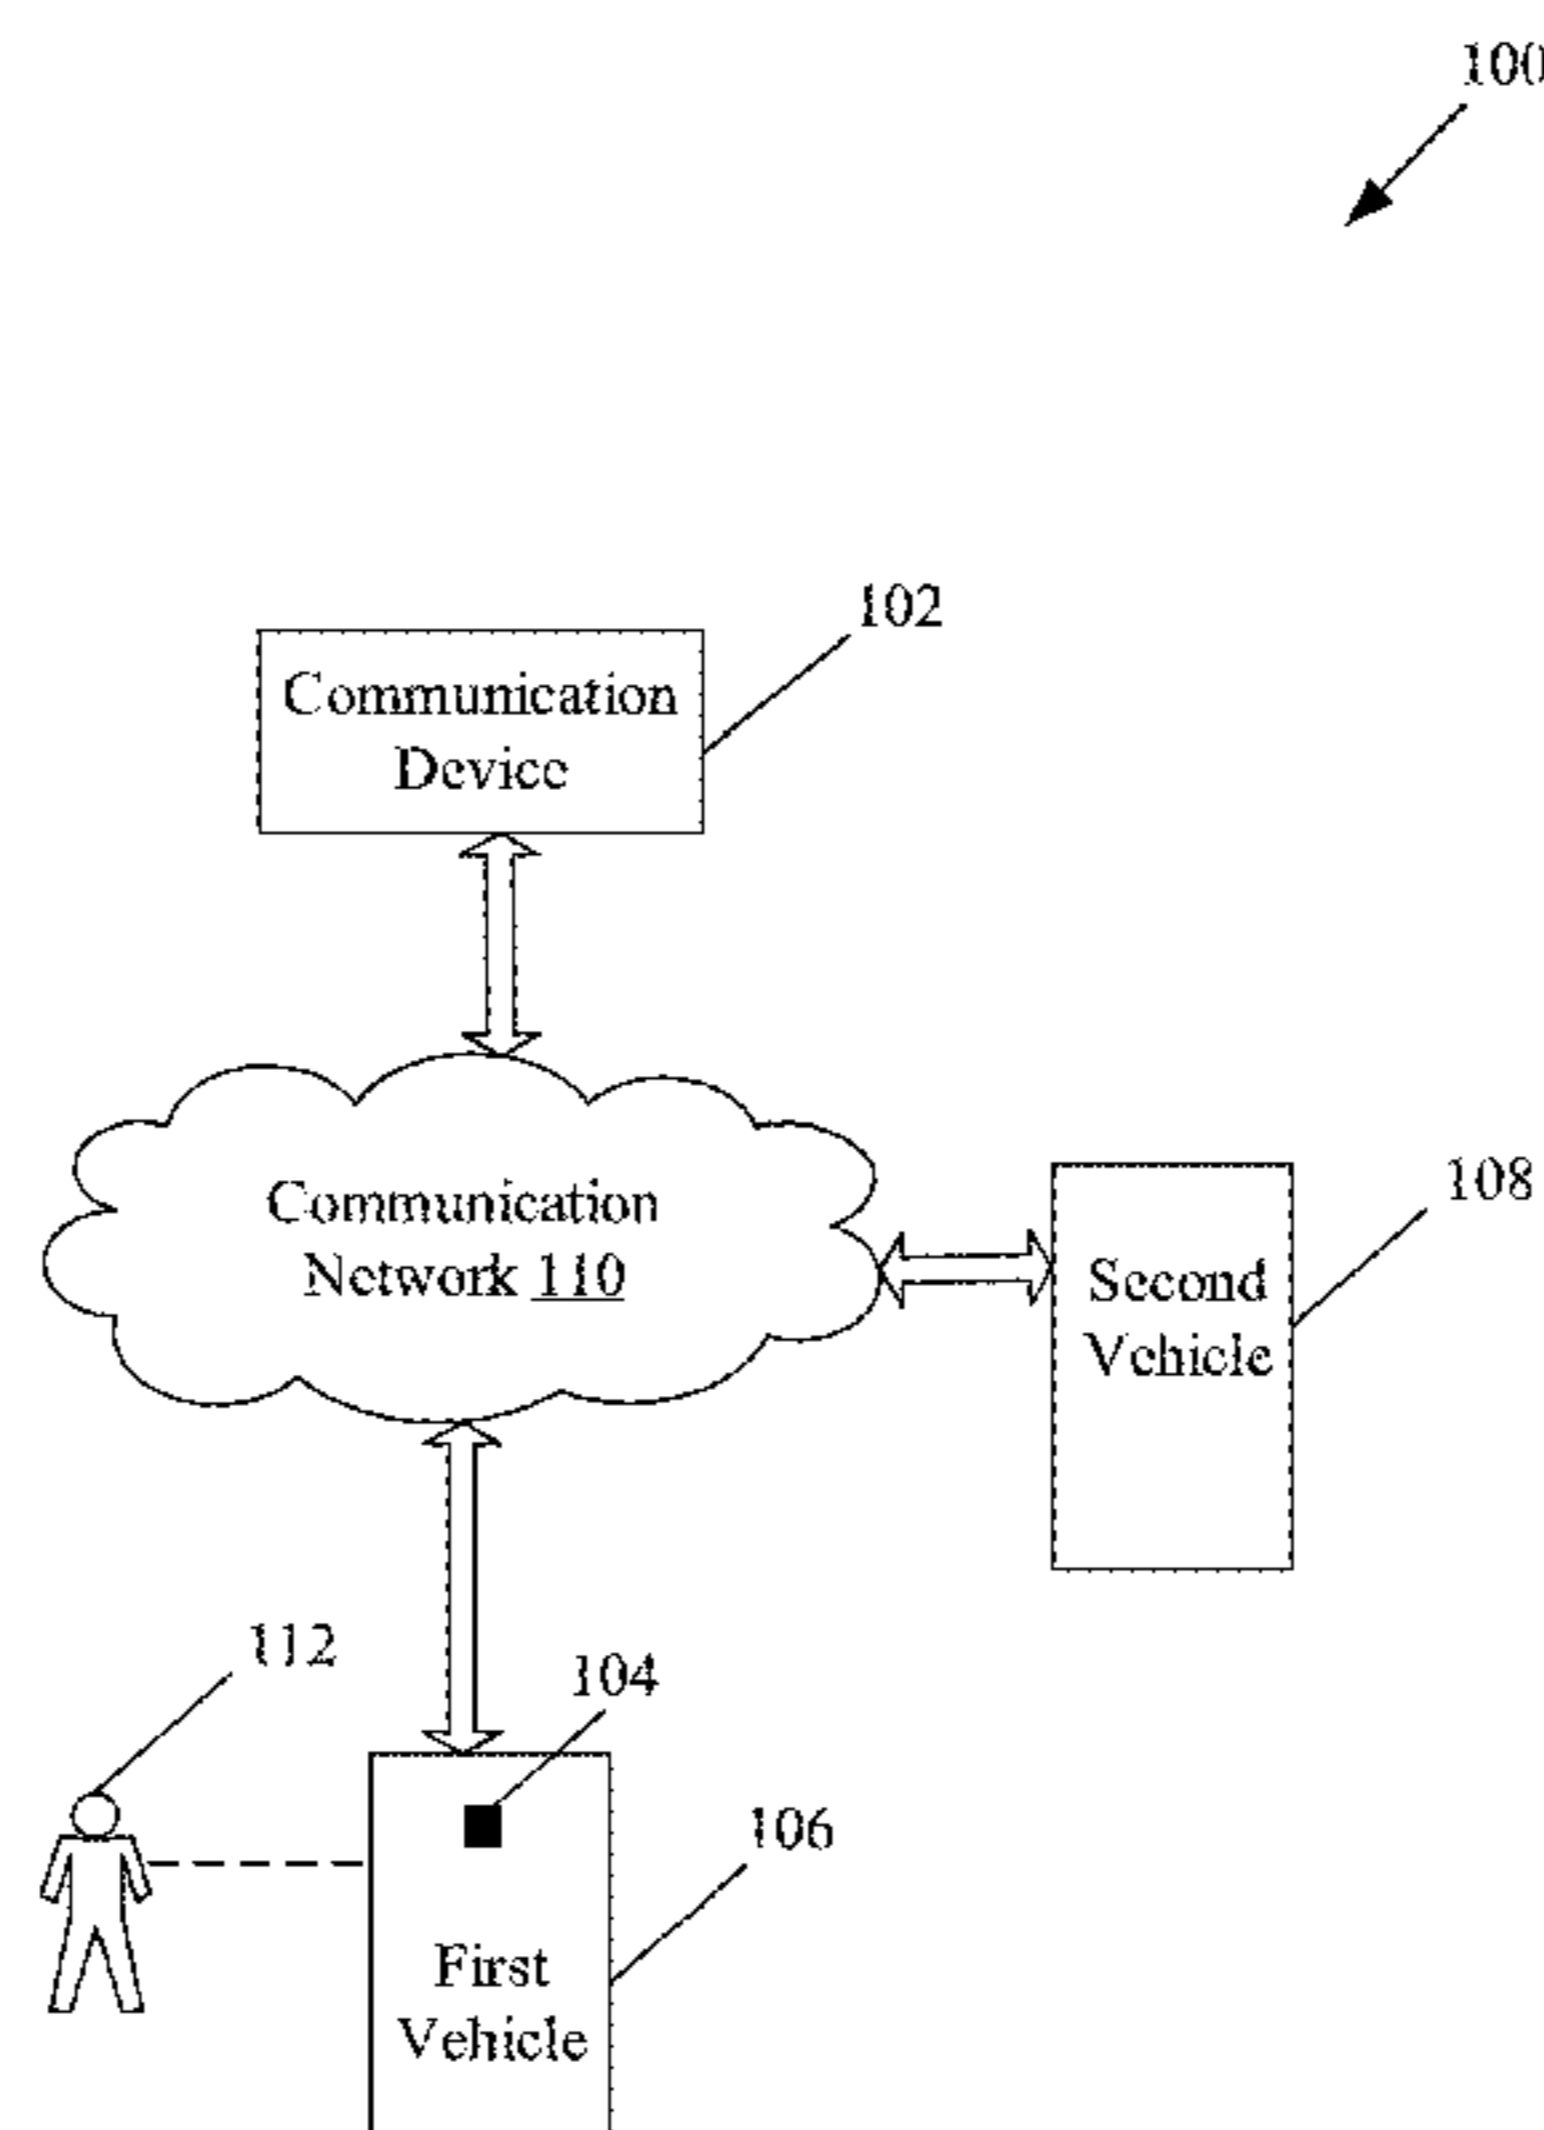 100
102
Communication
Device
Communication
Network 110
108
Second
Vehicle
112
104
106
First
Vehicle